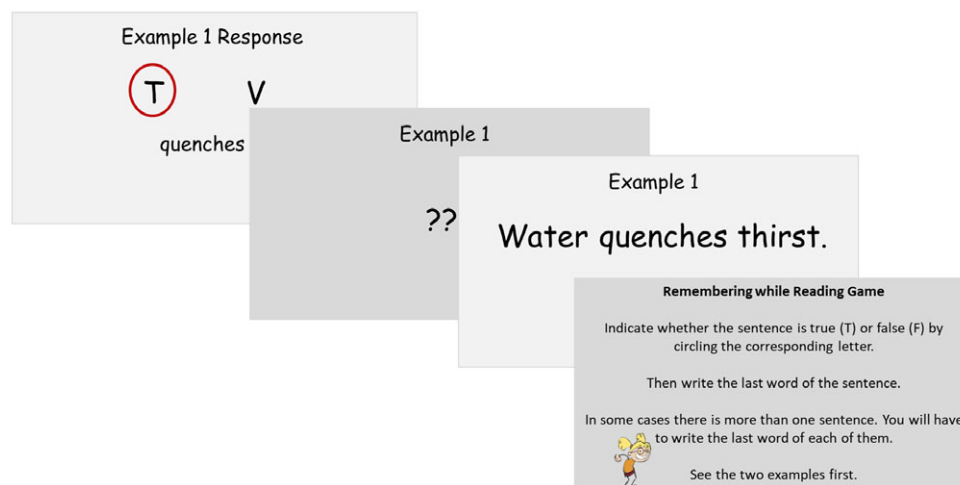 Example 1 Response
T V
quenches
Example 1
??
Example 1
Water quenches thirst.
Remembering while Reading Game
Indicate whether the sentence is true (T) or false (F) by
circling the corresponding letter.
Then write the last word of the sentence.
In some cases there is more than one sentence. You will have
to write the last word of each of them.
See the two examples first.